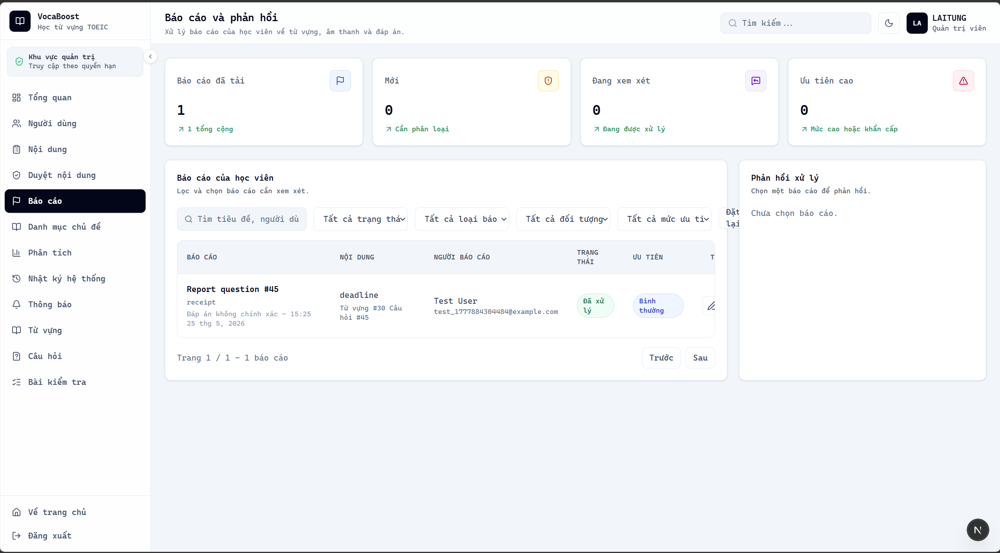 VocaBoost
Học từ vựng TOEIC
Khu vực quản trị
Truy cập theo quyền hạn
Tổng quan
Người dùng
Nội dung
Duyệt nội dung
Báo cáo
Danh mục chủ đề
Phân tích
Nhật ký hệ thống
Thông báo
Từ vựng
Câu hỏi
Bài kiểm tra
Về trang chủ
Đăng xuất
Báo cáo và phản hồi
Xử lý báo cáo của học viên về từ vựng, âm thanh và đáp án.
Tìm kiếm...
LA
LAITUNG
Quản trị viên
Báo cáo đã tải
1
1 tổng cộng
Mới
0
Cần phân loại
Đang xem xét
0
Đang được xử lý
Ưu tiên cao
0
Mức cao hoặc khẩn cấp
Báo cáo của học viên
Lọc và chọn báo cáo cần xem xét.
Tìm tiêu đề, người dù
Tất cả trạng thá
Tất cả loại báo
Tất cả đối tượng
Tất cả mức ưu ti
Đặt
lại
BÁO CÁO
NỘI DUNG
NGƯỜI BÁO CÁO
TRẠNG
THÁI
ƯU TIÊN
T
Report question #45
receipt
Đáp án không chính xác - 15:25
25 thg 5, 2026
deadline
Từ vựng #30 Câu
hỏi #45
Test User
test_1777884304484@example.com
Đã xử
lý
Bình
thường
Trang 1 / 1 - 1 báo cáo
Trước
Sau
Phản hồi xử lý
Chọn một báo cáo để phản hồi.
Chưa chọn báo cáo.
N